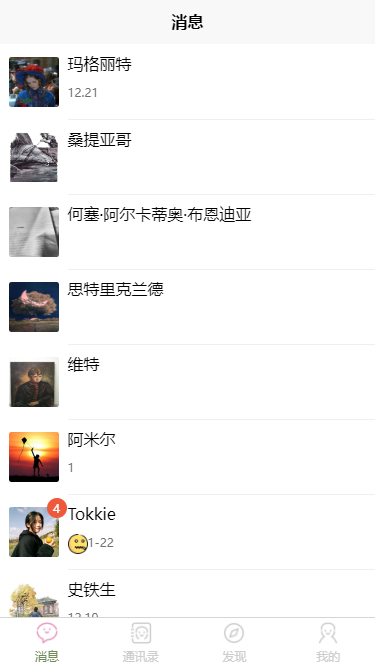 消息
玛格丽特
12.21
桑提亚哥
何塞·阿尔卡蒂奥·布恩迪亚
思特里克兰德
维特
阿米尔
1
4
Tokkie
1-22
史铁生
12.10
消息
通讯录
发现
我的